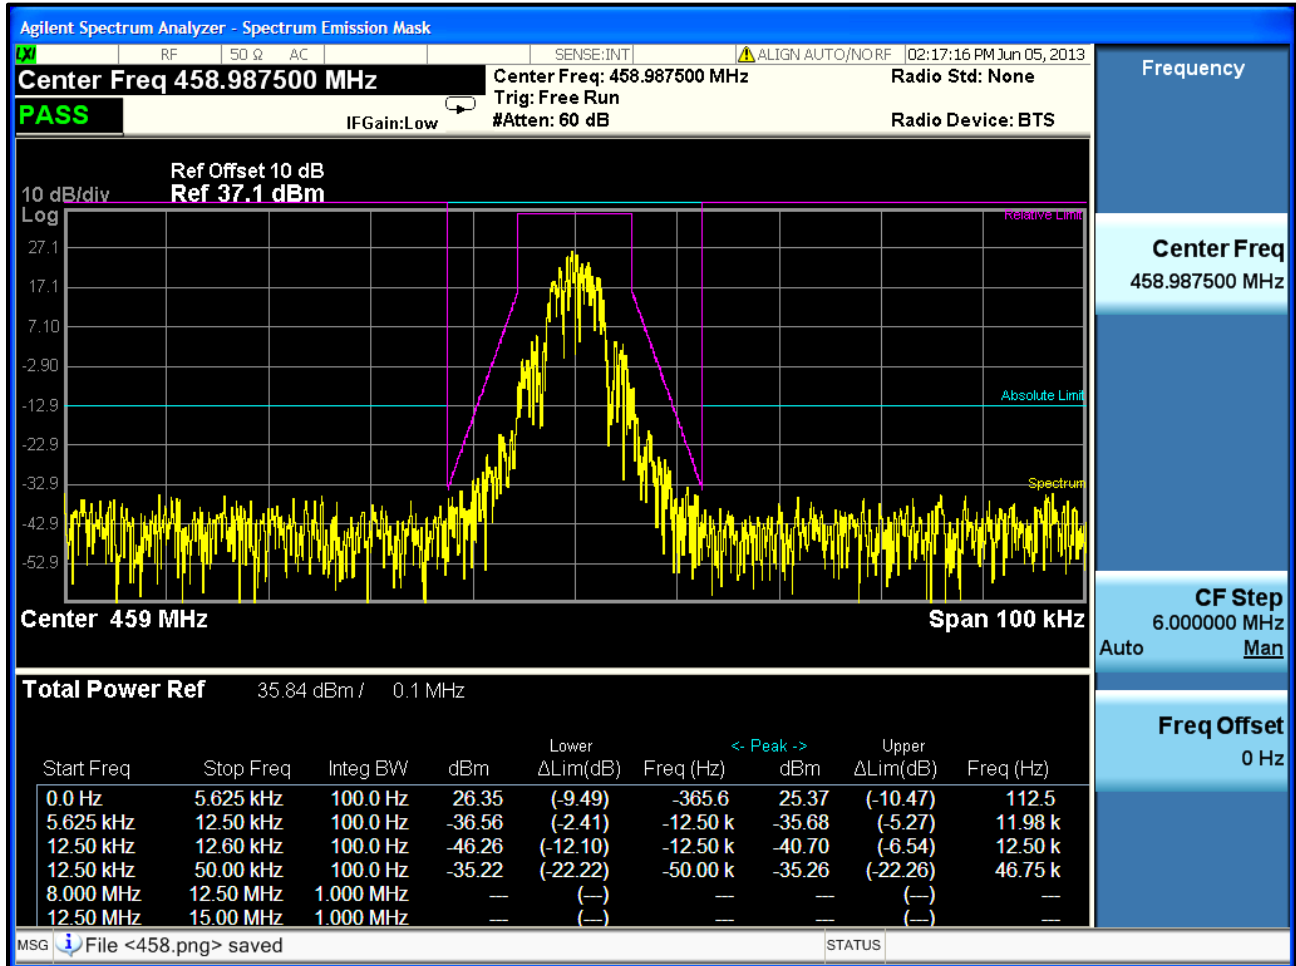 Agilent Spectrum Analyzer - Spectrum Emission Mask
LXI RF 50 Ω AC SENSE:INT ALIGN AUTO/NO RF 02:17:16 PM Jun 05, 2013
Center Freq 458.987500 MHz
Center Freq: 458.987500 MHz
Radio Std: None
Trig: Free Run
PASS
IFGain:Low
#Atten: 60 dB
Radio Device: BTS
Ref Offset 10 dB
10 dB/div Ref 37.1 dBm
Log
Relative Limit
27.1
17.1
7.10
-2.90
Absolute Limit
-12.9
-22.9
-32.9
Spectrum
-42.9
-52.9
Center 459 MHz Span 100 kHz
Total Power Ref 35.84 dBm / 0.1 MHz
Lower <- Peak -> Upper
Start Freq Stop Freq Integ BW dBm ΔLim(dB) Freq (Hz) dBm ΔLim(dB) Freq (Hz)
0.0 Hz 5.625 kHz 100.0 Hz 26.35 (-9.49) -365.6 25.37 (-10.47) 112.5
5.625 kHz 12.50 kHz 100.0 Hz -36.56 (-2.41) -12.50 k -35.68 (-5.27) 11.98 k
12.50 kHz 12.60 kHz 100.0 Hz -46.26 (-12.10) -12.50 k -40.70 (-6.54) 12.50 k
12.50 kHz 50.00 kHz 100.0 Hz -35.22 (-22.22) -50.00 k -35.26 (-22.26) 46.75 k
8.000 MHz 12.50 MHz 1.000 MHz --- (---) --- --- (---) ---
12.50 MHz 15.00 MHz 1.000 MHz --- (---) --- --- (---) ---
MSG File <458.png> saved STATUS
Frequency
Center Freq
458.987500 MHz
CF Step
6.000000 MHz
Auto Man
Freq Offset
0 Hz